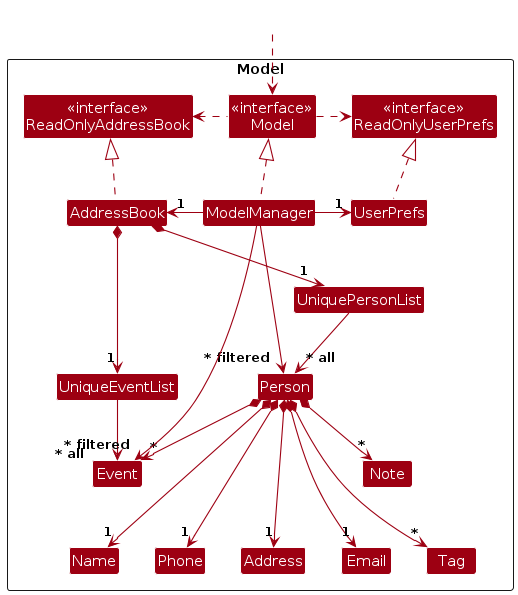 Model
«interface»
ReadOnlyAddressBook
«interface»
Model
«interface»
ReadOnlyUserPrefs
AddressBook
1
ModelManager
1
UserPrefs
1
UniquePersonList
1
* filtered
* all
UniqueEventList
Person
* filtered
* all
*
*
Event
Note
1
1
1
1
*
Name
Phone
Address
Email
Tag